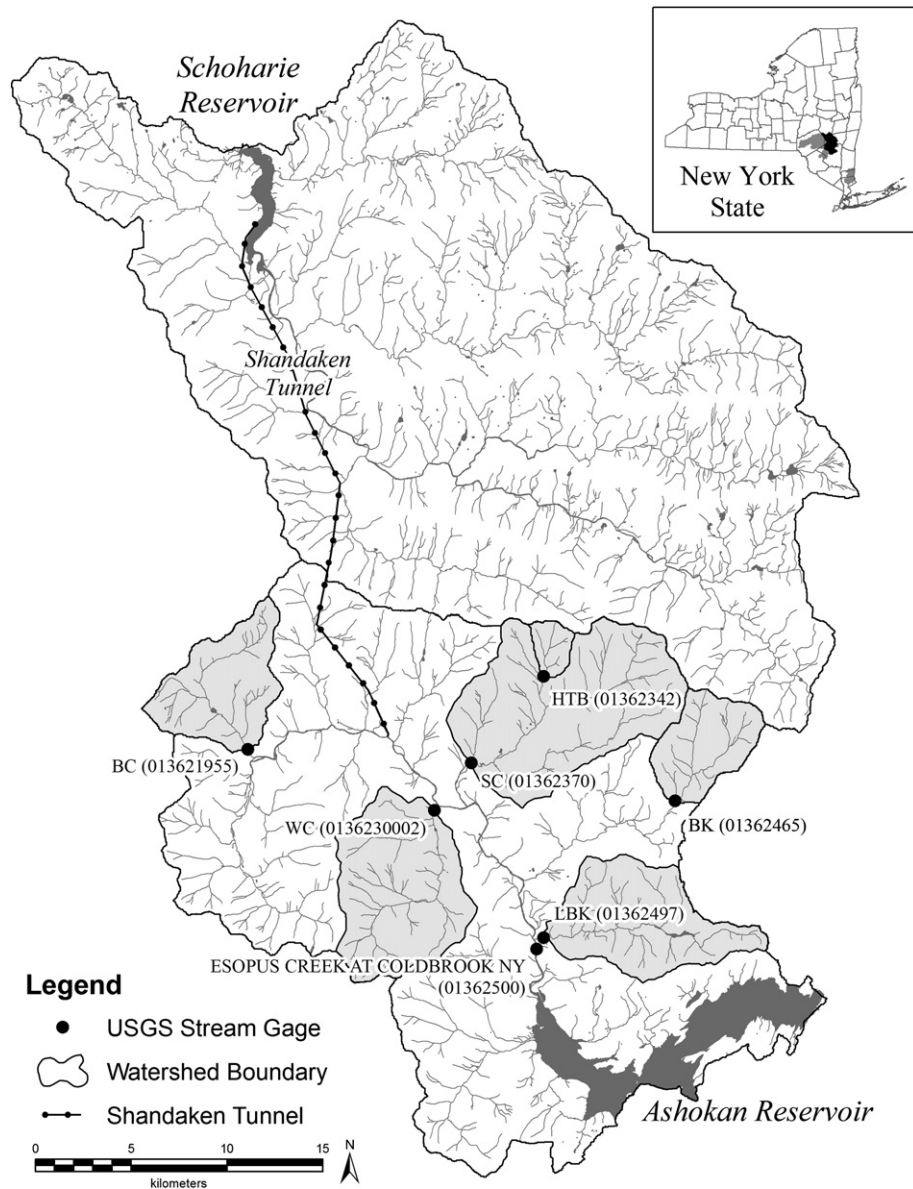 Schoharie
Reservoir
New York
State
Shandaken
Tunnel
HTB (01362342)
BC (013621955)
SC (01362370)
WC (0136230002)
BK (01362465)
LBK (01362497)
ESOPUS CREEK AT COLDBROOK NY
(01362500)
Legend
USGS Stream Gage
Watershed Boundary
Shandaken Tunnel
Ashokan Reservoir
0 5 10 15
kilometers
N